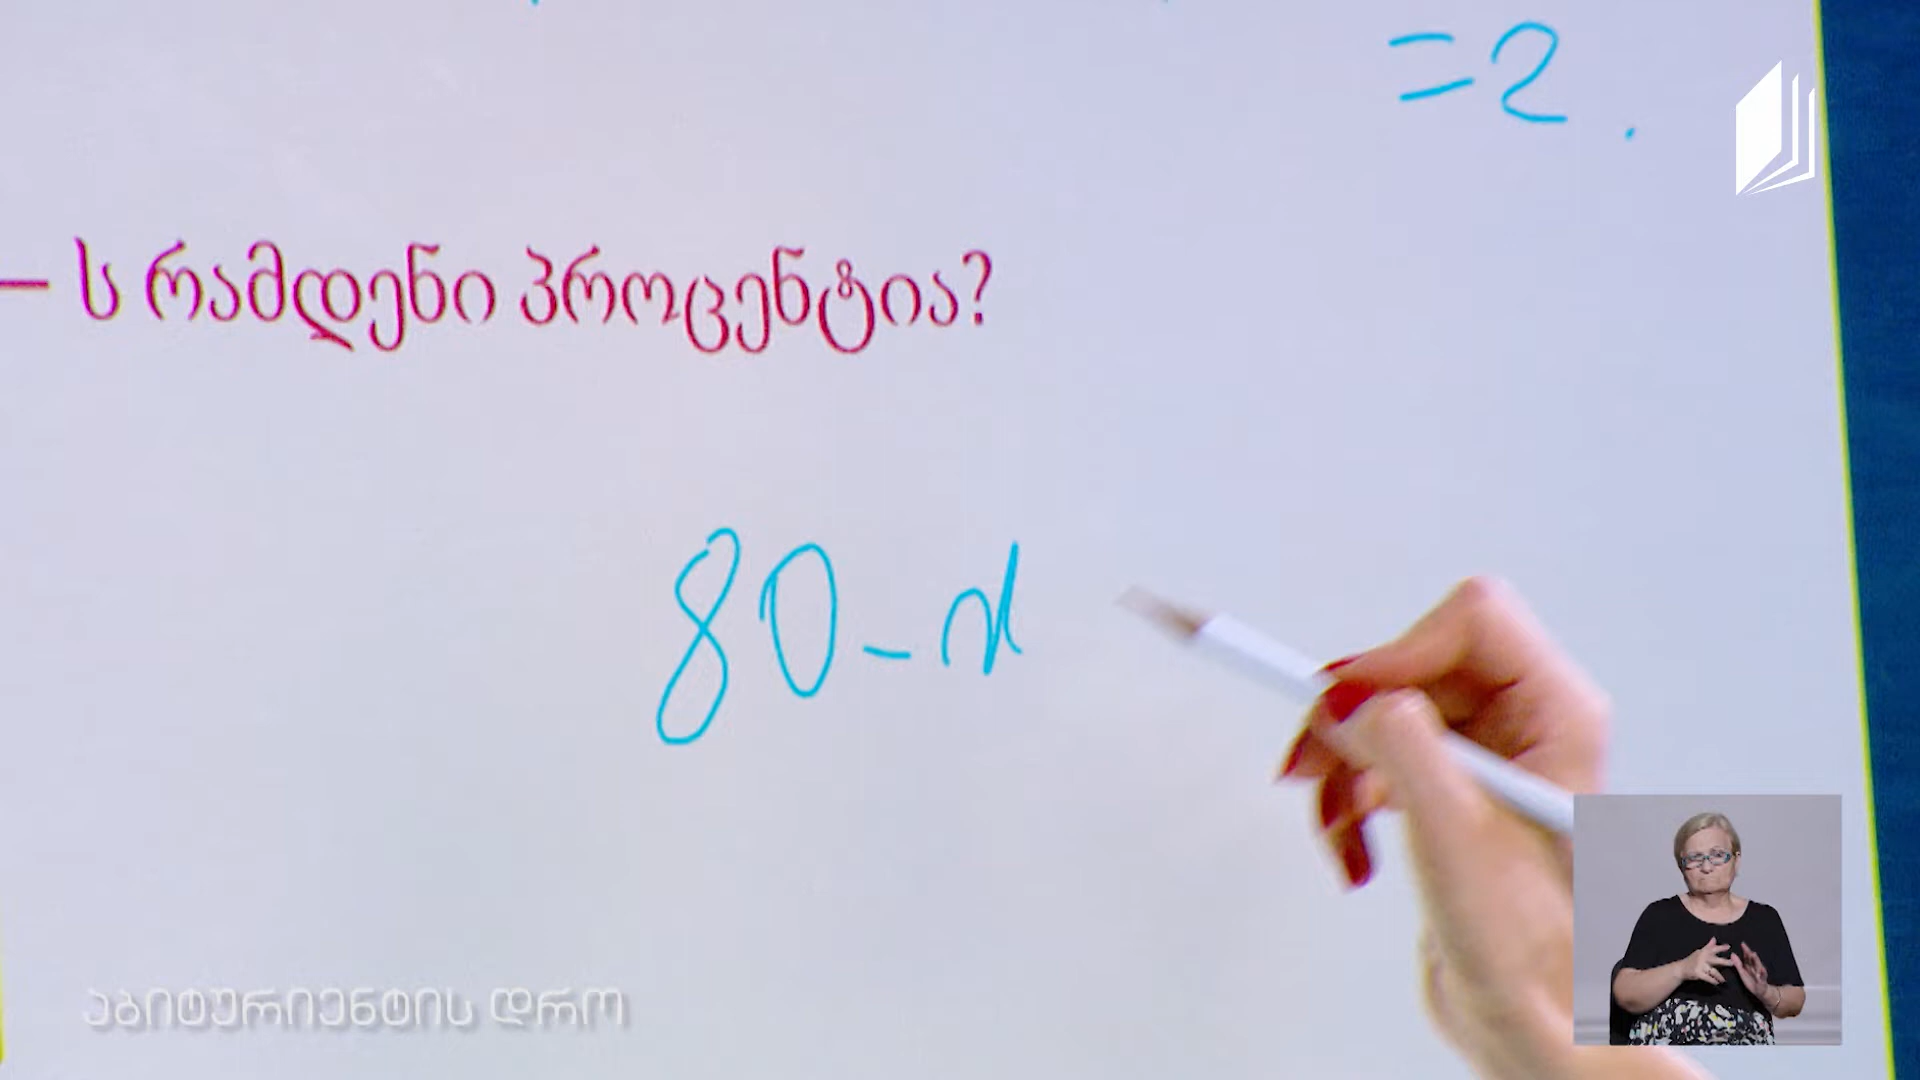 =2.
– ს რამდენი პროცენტია?
80-x
აბიტურიენტის დრო